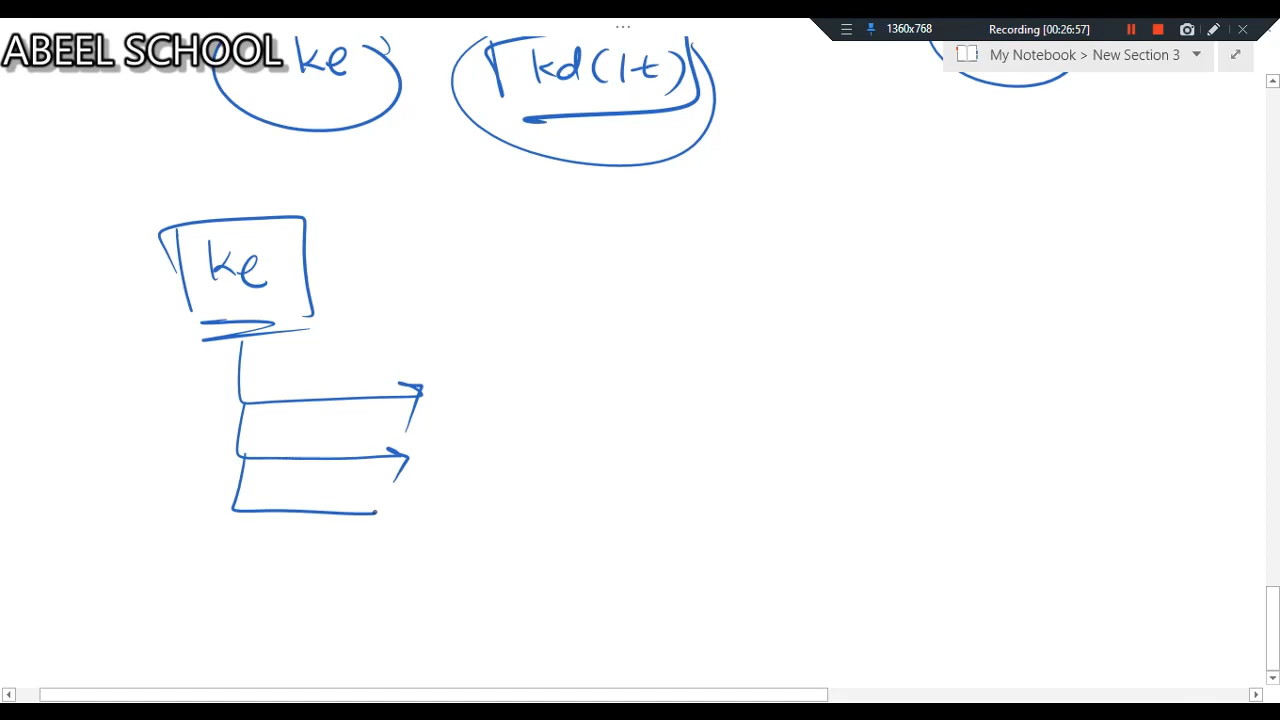 1360x768 Recording [00:26:57]
ABEEL SCHOOL ke kd(1-t) My Notebook > New Section 3
ke